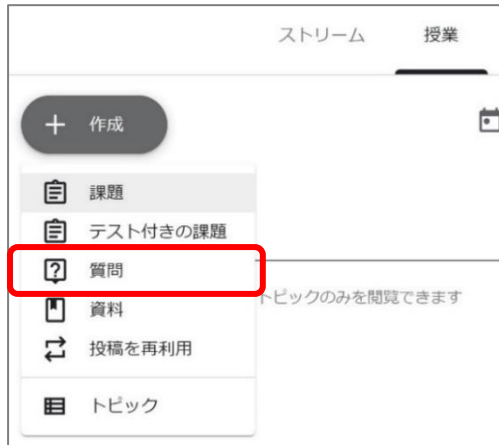 ストリーム 授業
作成
課題
テスト付きの課題
質問
トピックのみを閲覧できます
資料
投稿を再利用
トピック